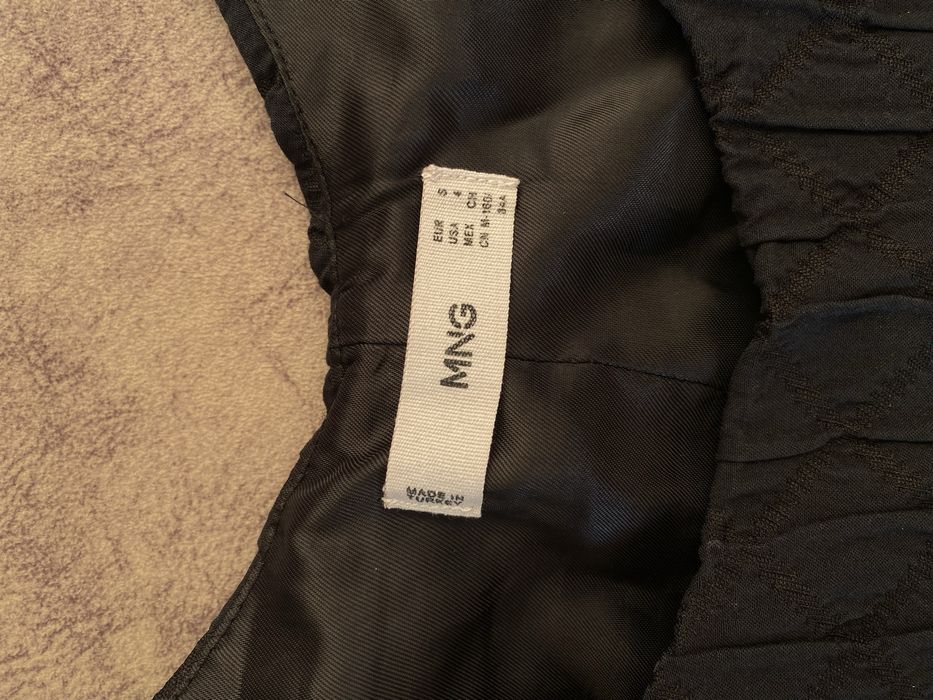 EUR S
USA 4
MEX CH
CN M-160/
84A
MNG
MADE IN
TURKEY